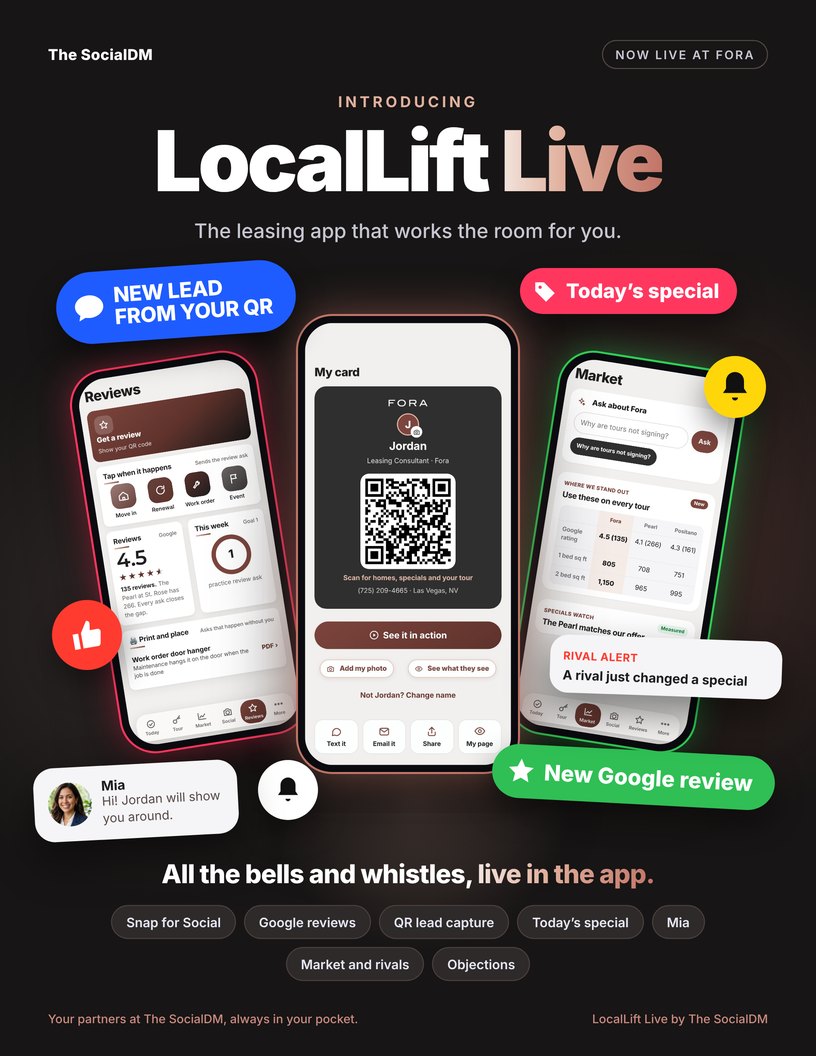 The SocialDM
NOW LIVE AT FORA
INTRODUCING
LocalLift Live
The leasing app that works the room for you.
NEW LEAD
FROM YOUR QR
Today's special
Reviews
Get a review
Show your QR code
Tap when it happens
Sends the review ask
Move in
Renewal
Work order
Event
Reviews
Google
4.5
135 reviews. The
Pearl at St. Rose has
266. Every ask closes
the gap.
This week
Goal 1
1
practice review ask
Print and place
Asks that happen without you
Work order door hanger
Maintenance hangs it on the door when the
job is done
PDF ›
Today
Tour
Market
Social
Reviews
More
My card
FORA
J
Jordan
Leasing Consultant · Fora
Scan for homes, specials and your tour
(725) 209-4665 · Las Vegas, NV
See it in action
Add my photo
See what they see
Not Jordan? Change name
Text it
Email it
Share
My page
Market
Ask about Fora
Why are tours not signing?
Ask
Why are tours not signing?
WHERE WE STAND OUT
Use these on every tour
New
Fora
Pearl
Positano
Google
rating
4.5 (135)
4.1 (266)
4.3 (161)
1 bed sq ft
805
708
751
2 bed sq ft
1,150
965
995
SPECIALS WATCH
The Pearl matches our offer
Measured
RIVAL ALERT
A rival just changed a special
Today
Tour
Market
Social
Reviews
More
New Google review
Mia
Hi! Jordan will show
you around.
All the bells and whistles, live in the app.
Snap for Social
Google reviews
QR lead capture
Today's special
Mia
Market and rivals
Objections
Your partners at The SocialDM, always in your pocket.
LocalLift Live by The SocialDM